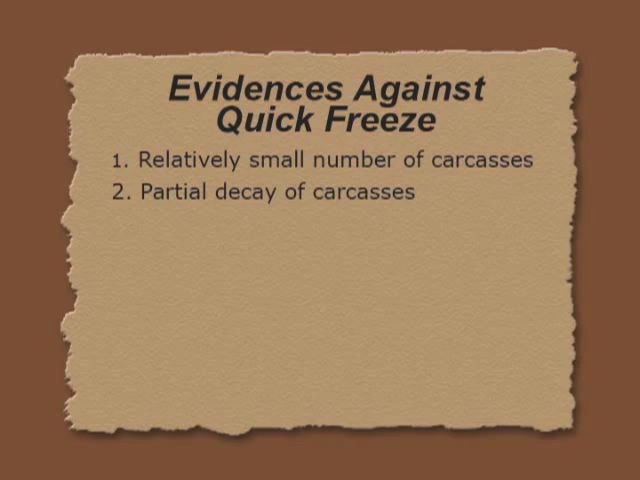 Evidences Against
Quick Freeze
1. Relatively small number of carcasses
2. Partial decay of carcasses